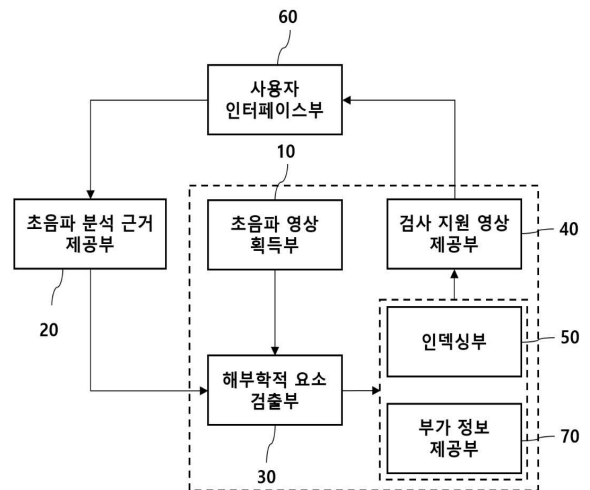 60
사용자
인터페이스부
10
초음파 분석 근거
제공부
초음파 영상
획득부
검사 지원 영상
제공부
40
20
인덱싱부
50
해부학적 요소
검출부
부가 정보
제공부
70
30